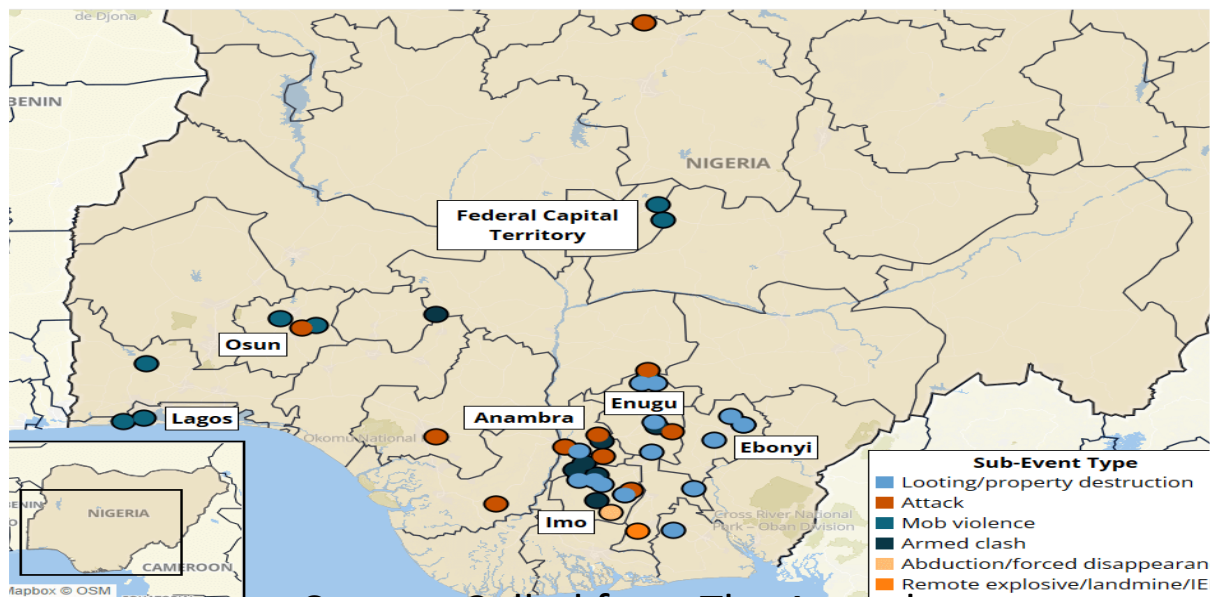 de Djona
BENIN
NIGERIA
Federal Capital
Territory
Osun
Lagos
Anambra
Enugu
Ebonyi
Imo
Okomu National
Cross River National
Park – Oban Division
Sub-Event Type
Looting/property destruction
Attack
Mob violence
Armed clash
Abduction/forced disappearan
Remote explosive/landmine/IE
BENIN
NIGERIA
CAMEROON
Mapbox © OSM